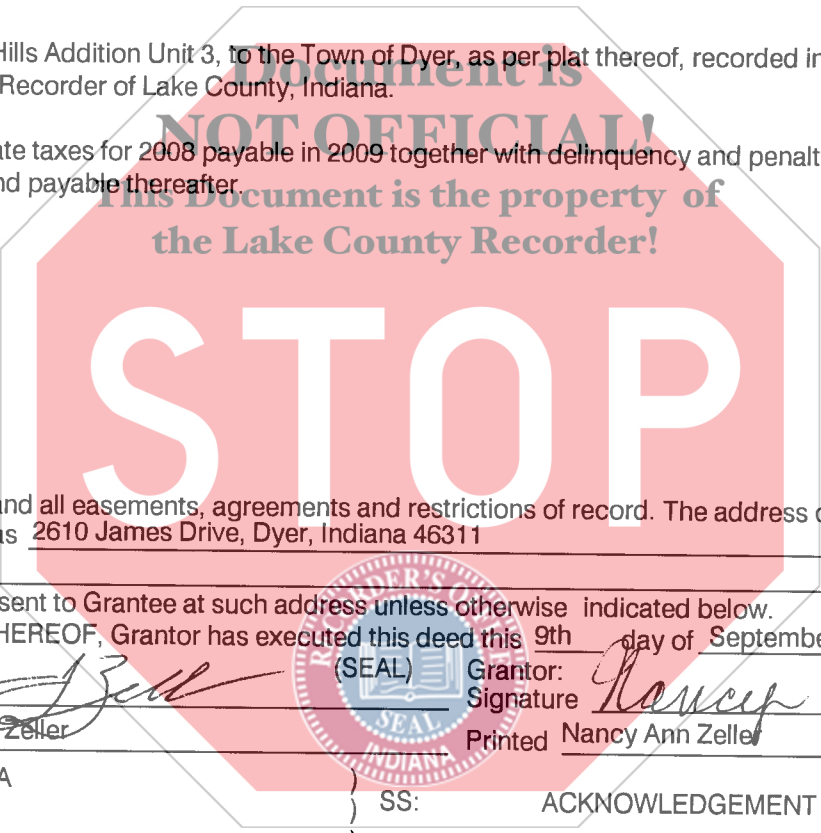 Hills Addition Unit 3, to the Town of Dyer, as per plat thereof, recorded in
Document is
Recorder of Lake County, Indiana.
NOT OFFICIAL!
ate taxes for 2008 payable in 2009 together with delinquency and penalt
nd payable thereafter.
This Document is the property of
the Lake County Recorder!
STOP
and all easements, agreements and restrictions of record. The address o
as 2610 James Drive, Dyer, Indiana 46311
sent to Grantee at such address unless otherwise indicated below.
HEREOF, Grantor has executed this deed this 9th day of Septembe
(SEAL) Grantor:
Signature Nancy
Zeller Printed Nancy Ann Zeller
RECORDER'S OFFICE
SEAL
INDIANA
A
) SS: ACKNOWLEDGEMENT
)